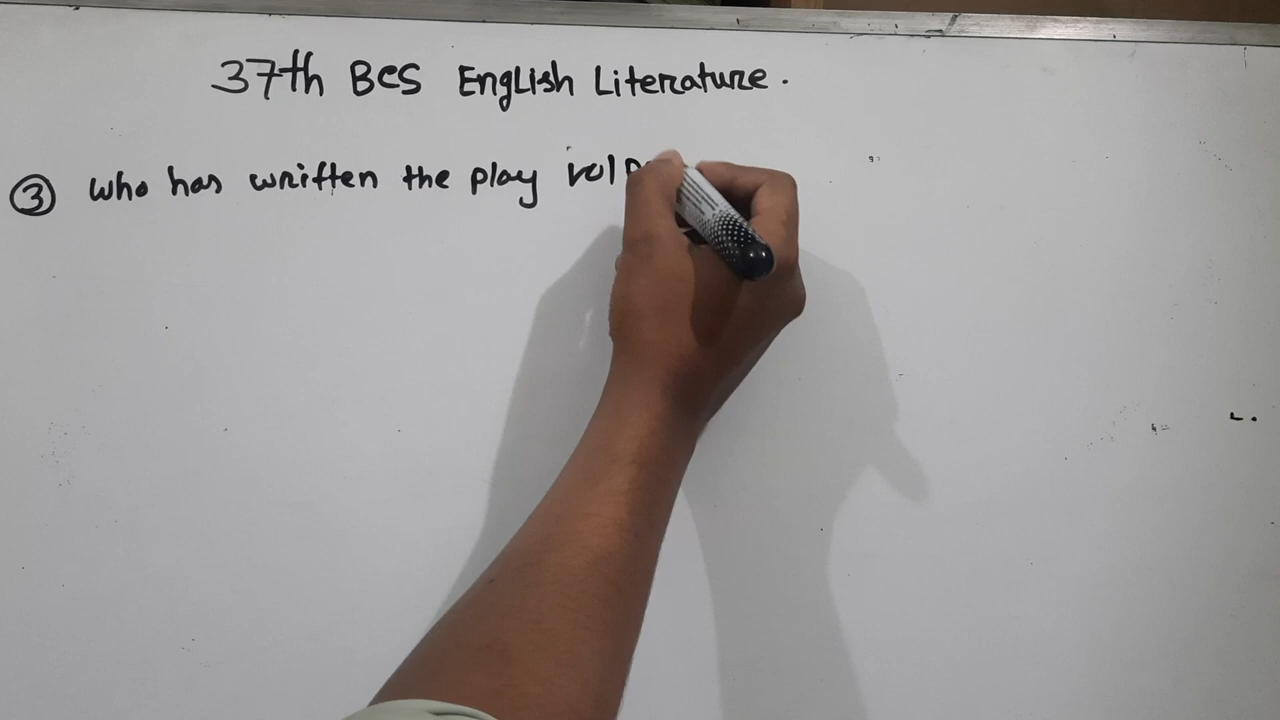 37th BCS English Literature.
③ who has written the play